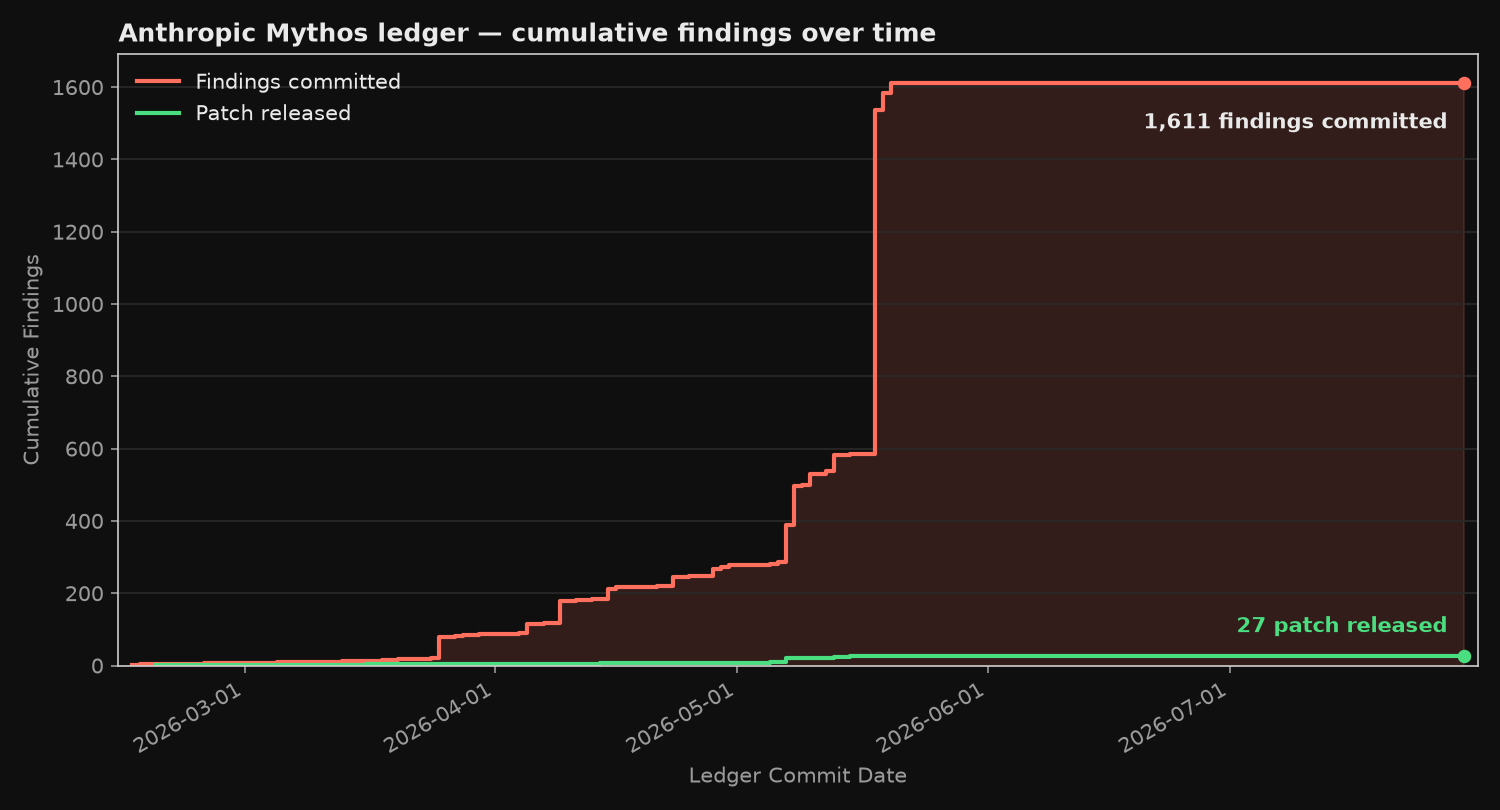 Anthropic Mythos ledger — cumulative findings over time
Findings committed
Patch released
1600
1400
1200
1000
800
600
400
200
0
Cumulative Findings
1,611 findings committed
27 patch released
2026-03-01
2026-04-01
2026-05-01
2026-06-01
2026-07-01
Ledger Commit Date